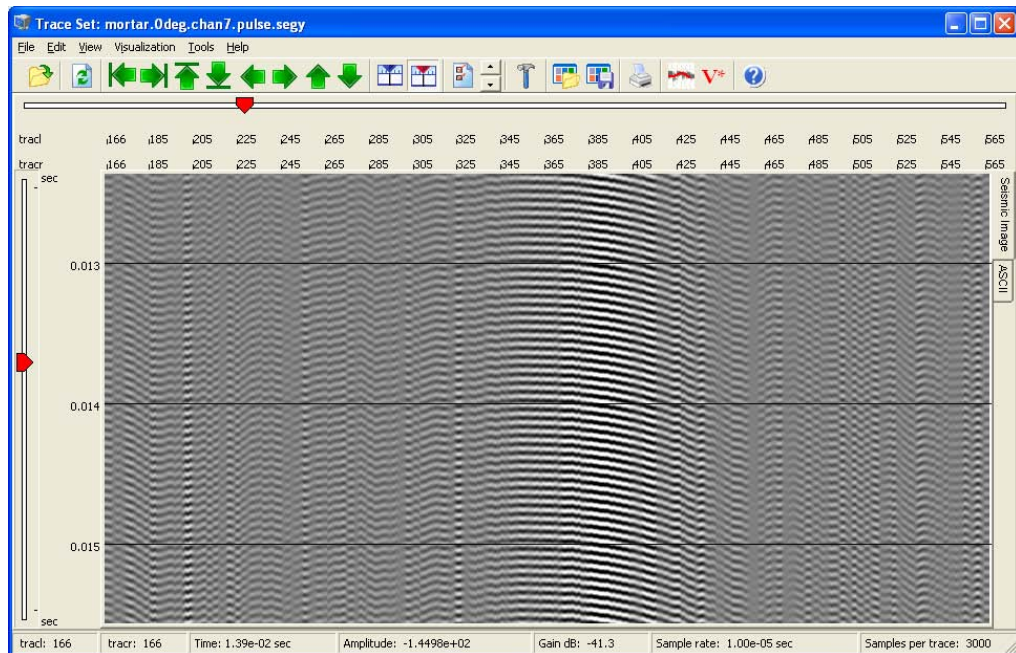 Trace Set: mortar.0deg.chan7.pulse.segy
File Edit View Visualization Tools Help
V*
?
tracl 166 185 205 225 245 265 285 305 325 345 365 385 405 425 445 465 485 505 525 545 565
tracr 166 185 205 225 245 265 285 305 325 345 365 385 405 425 445 465 485 505 525 545 565
sec
Seismic Image
0.013
ASCII
0.014
0.015
sec
tracl: 166 tracr: 166 Time: 1.39e-02 sec Amplitude: -1.4498e+02 Gain dB: -41.3 Sample rate: 1.00e-05 sec Samples per trace: 3000